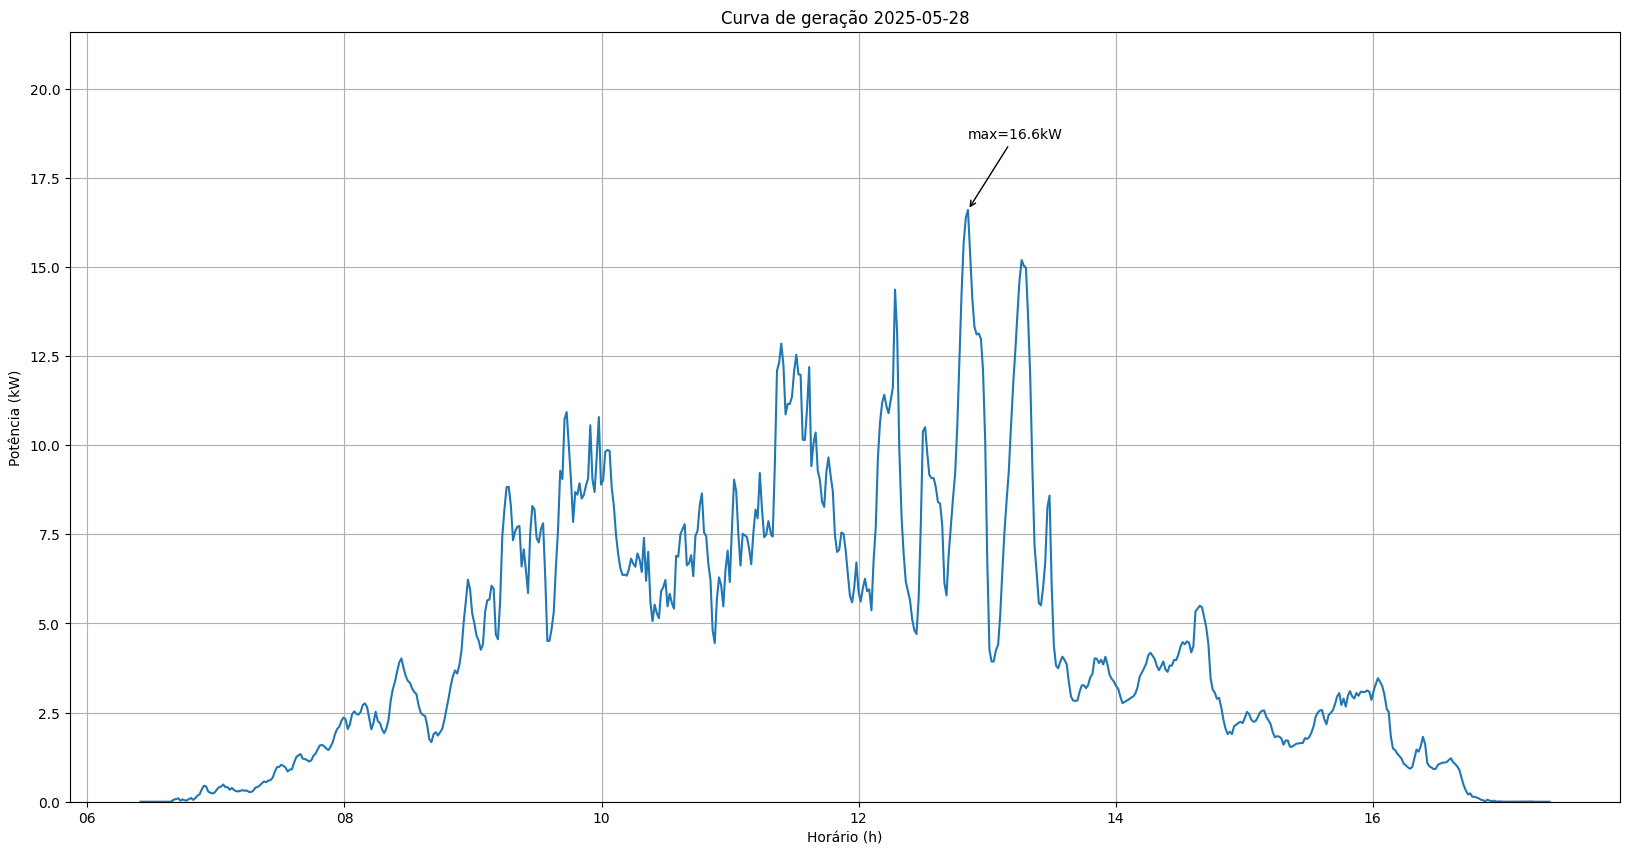 Curva de geração 2025-05-28
20.0
max=16.6kW
17.5
15.0
12.5
Potência (kW)
10.0
7.5
5.0
2.5
0.0
06 08 10 12 14 16
Horário (h)